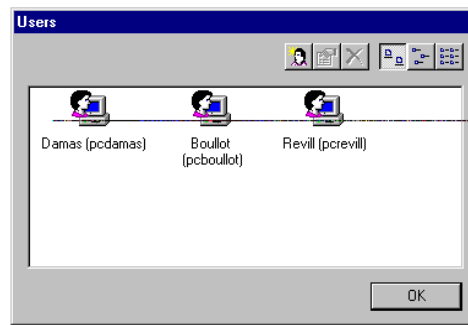 Users
Damas (pcdamas)
Boullot
(pcboullot)
Revill (pcrevill)
OK